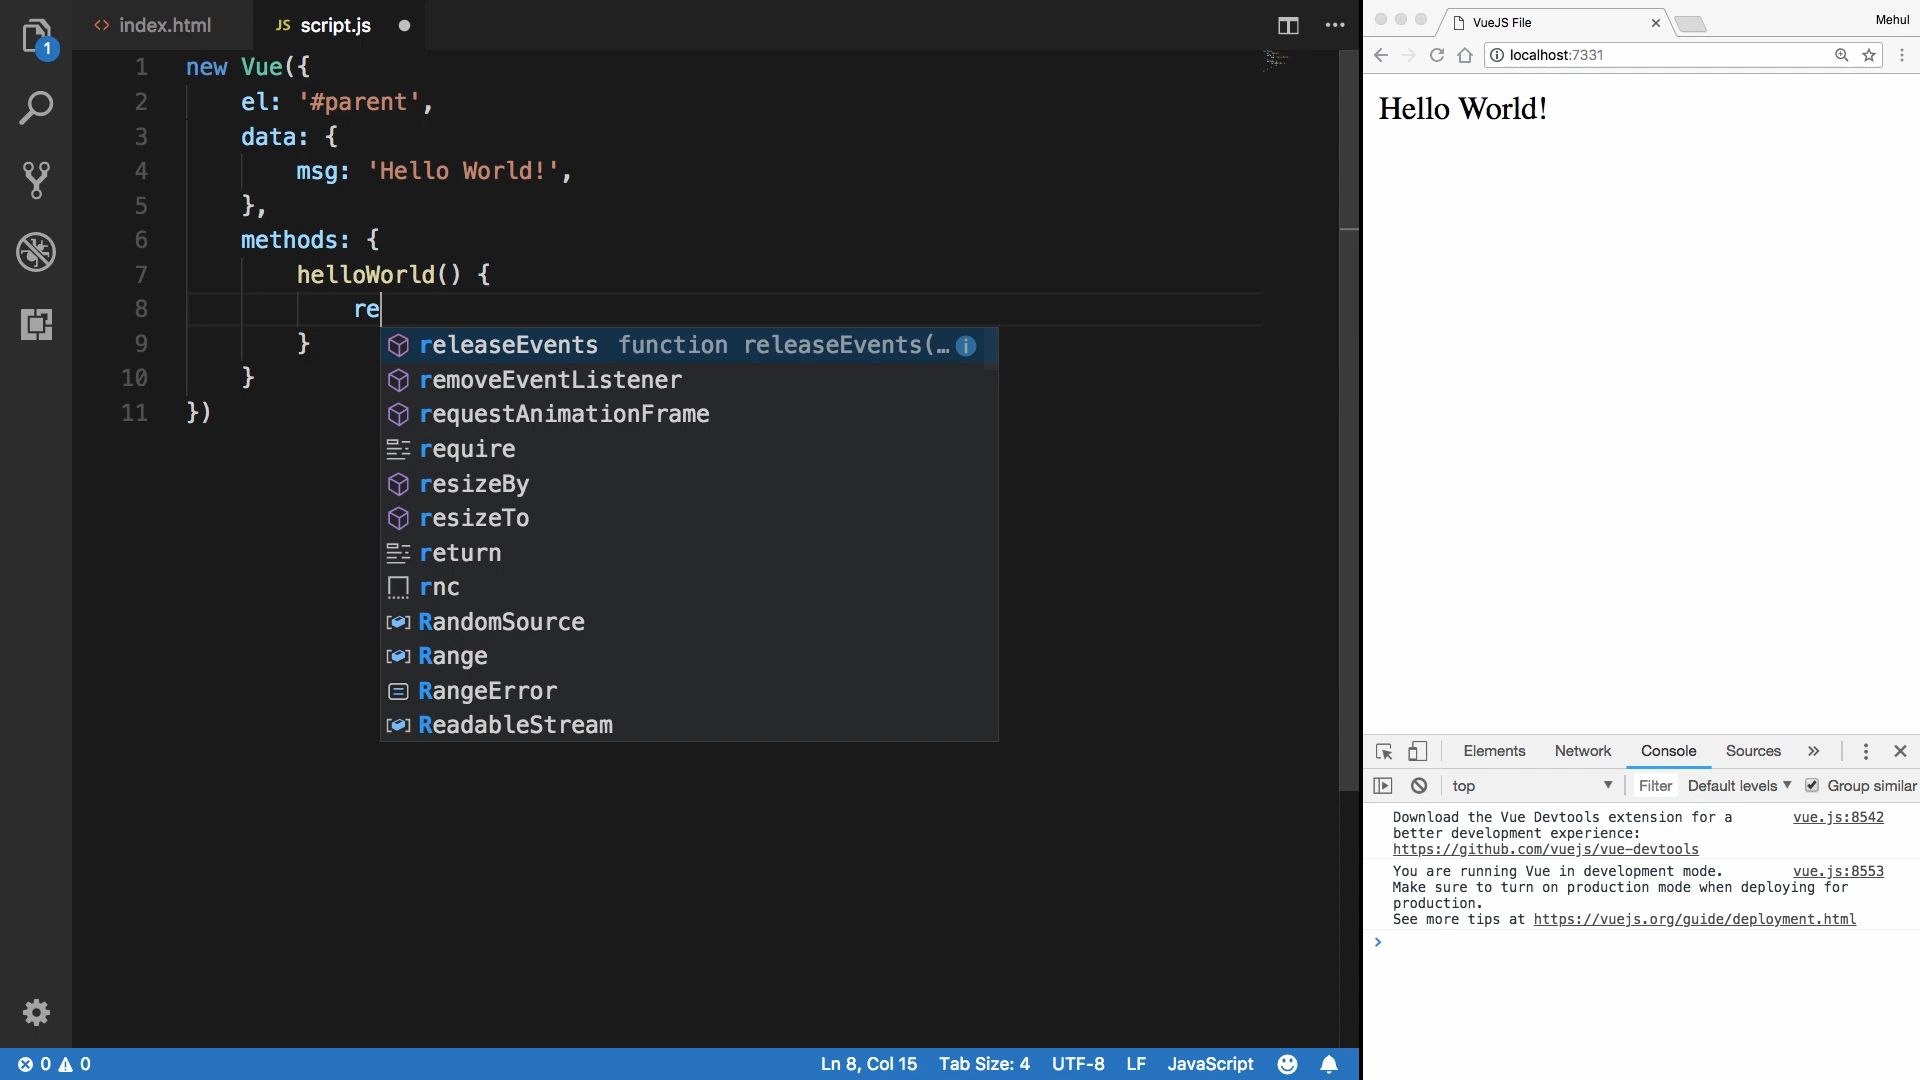 1
index.html
JS script.js
1 new Vue({
2 el: '#parent',
3 data: {
4 msg: 'Hello World!',
5 },
6 methods: {
7 helloWorld() {
8 re
9 }
10 }
11 })
releaseEvents function releaseEvents(…
removeEventListener
requestAnimationFrame
require
resizeBy
resizeTo
return
rnc
RandomSource
Range
RangeError
ReadableStream
0 0
Ln 8, Col 15 Tab Size: 4 UTF-8 LF JavaScript
VueJS File
Mehul
localhost:7331
Hello World!
Elements Network Console Sources »
top Filter Default levels Group similar
Download the Vue Devtools extension for a vue.js:8542
better development experience:
https://github.com/vuejs/vue-devtools
You are running Vue in development mode. vue.js:8553
Make sure to turn on production mode when deploying for
production.
See more tips at https://vuejs.org/guide/deployment.html